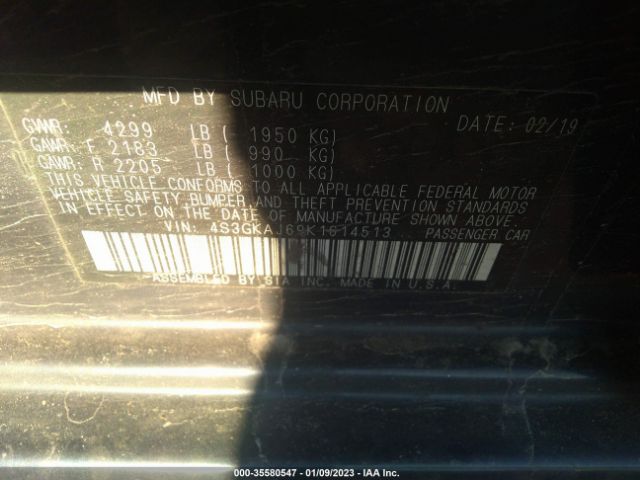 MFD BY SUBARU CORPORATION
GVWR: 4299 LB ( 1950 KG) DATE: 02/19
GAWR: F 2183 LB ( 990 KG)
GAWR: R 2205 LB ( 1000 KG)
THIS VEHICLE CONFORMS TO ALL APPLICABLE FEDERAL MOTOR
VEHICLE SAFETY, BUMPER, AND THEFT PREVENTION STANDARDS
IN EFFECT ON THE DATE OF MANUFACTURE SHOWN ABOVE.
VIN: 4S3GKAJ69K1614513 PASSENGER CAR
ASSEMBLED BY SIA INC. MADE IN U.S.A.
000-35580547 - 01/09/2023 - IAA Inc.